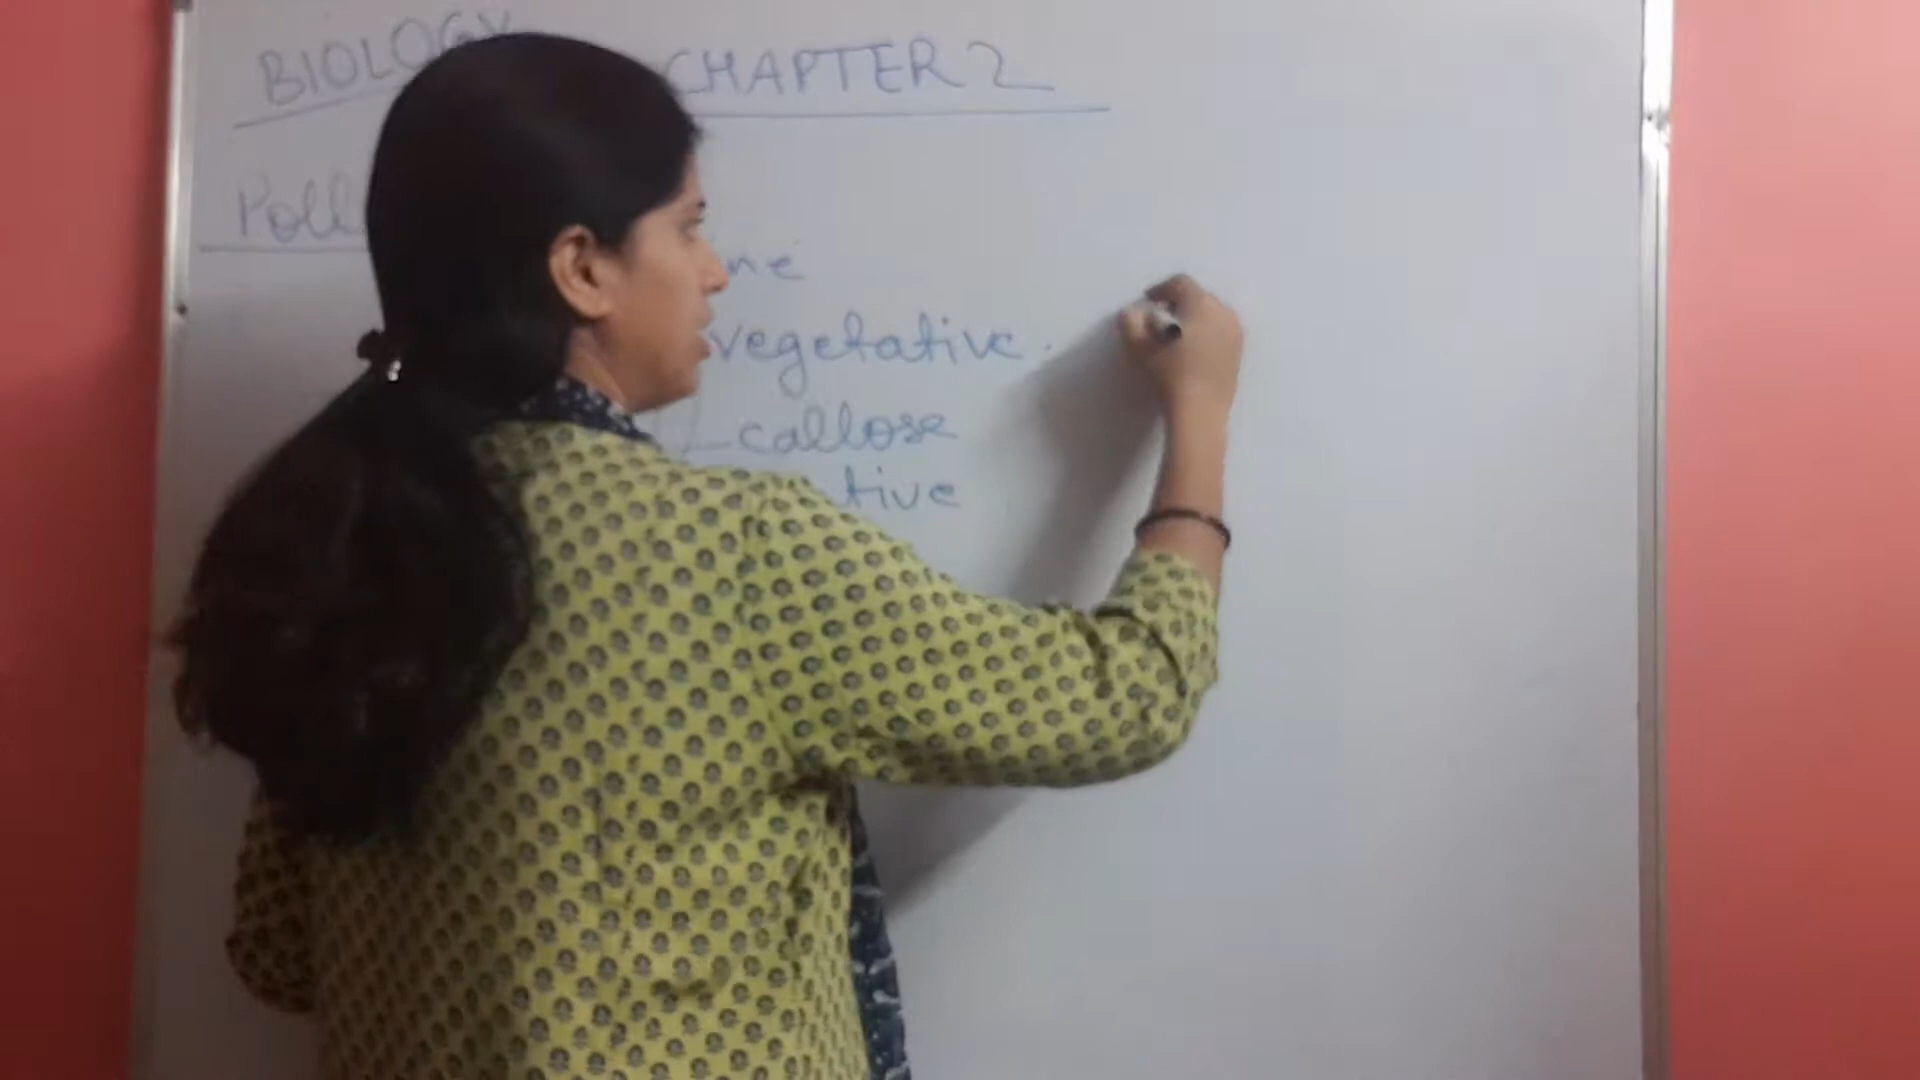 BIOLOGY CHAPTER 2
Poll
ne
vegetative.
callose
tive